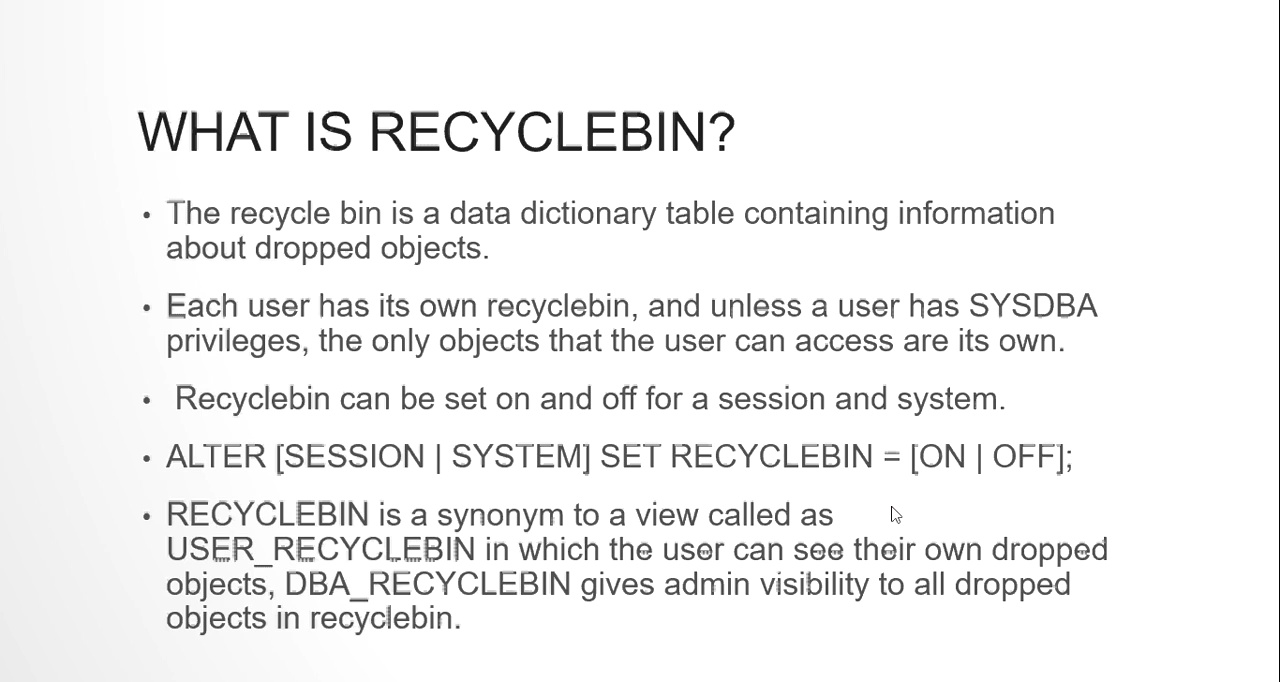 WHAT IS RECYCLEBIN?
• The recycle bin is a data dictionary table containing information
about dropped objects.
• Each user has its own recyclebin, and unless a user has SYSDBA
privileges, the only objects that the user can access are its own.
• Recyclebin can be set on and off for a session and system.
• ALTER [SESSION | SYSTEM] SET RECYCLEBIN = [ON | OFF];
• RECYCLEBIN is a synonym to a view called as
USER_RECYCLEBIN in which the user can see their own dropped
objects, DBA_RECYCLEBIN gives admin visibility to all dropped
objects in recyclebin.